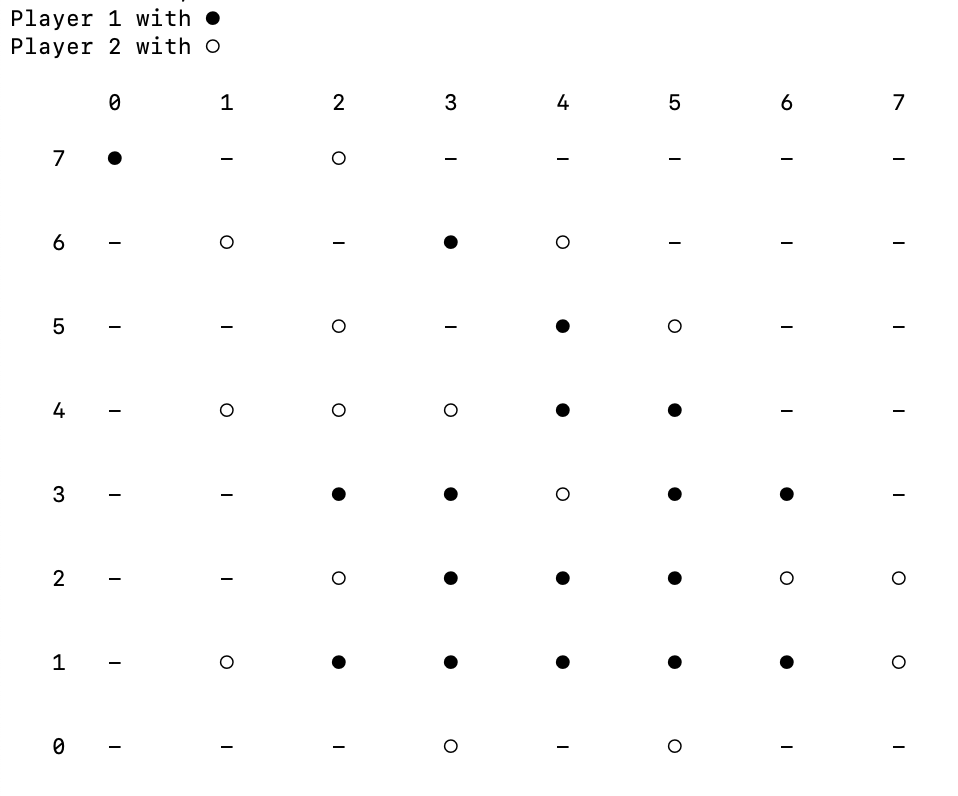 Player 1 with ●
Player 2 with ○
0 1 2 3 4 5 6 7
7 ● – ○ – – – – –
6 – ○ – ● ○ – – –
5 – – ○ – ● ○ – –
4 – ○ ○ ○ ● ● – –
3 – – ● ● ○ ● ● –
2 – – ○ ● ● ● ○ ○
1 – ○ ● ● ● ● ● ○
0 – – – ○ – ○ – –